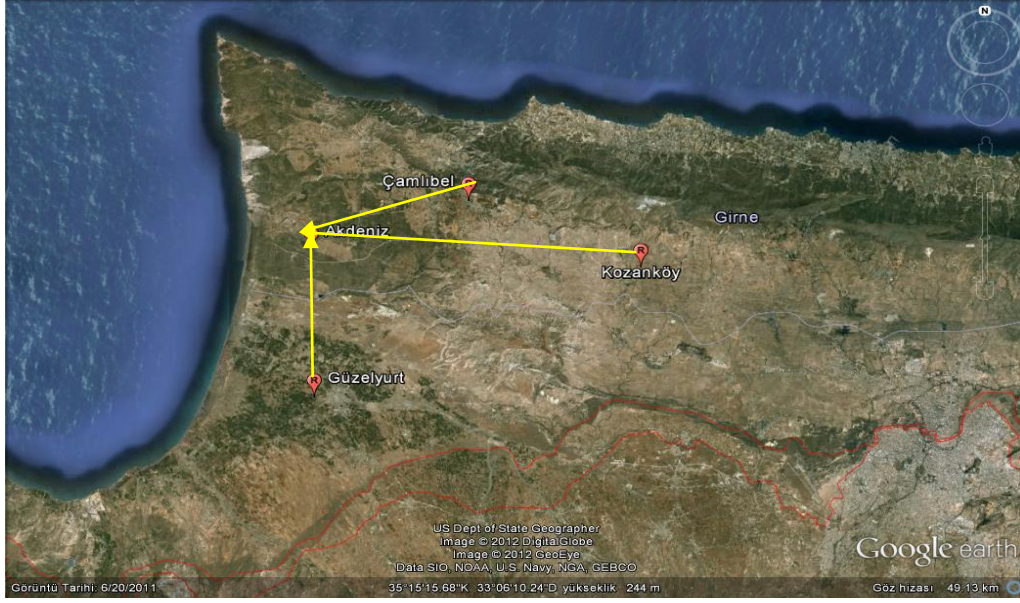 N
Çamlıbel
Girne
Akdeniz
R
Kozanköy
R
Güzelyurt
US Dept of State Geographer
Image © 2012 DigitalGlobe
Image © 2012 GeoEye
Data SIO, NOAA, U.S. Navy, NGA, GEBCO
Google earth
Görüntü Tarihi: 6/20/2011 35°15'15.68"K 33°06'10.24"D yükseklik 244 m Göz hizası 49.13 km